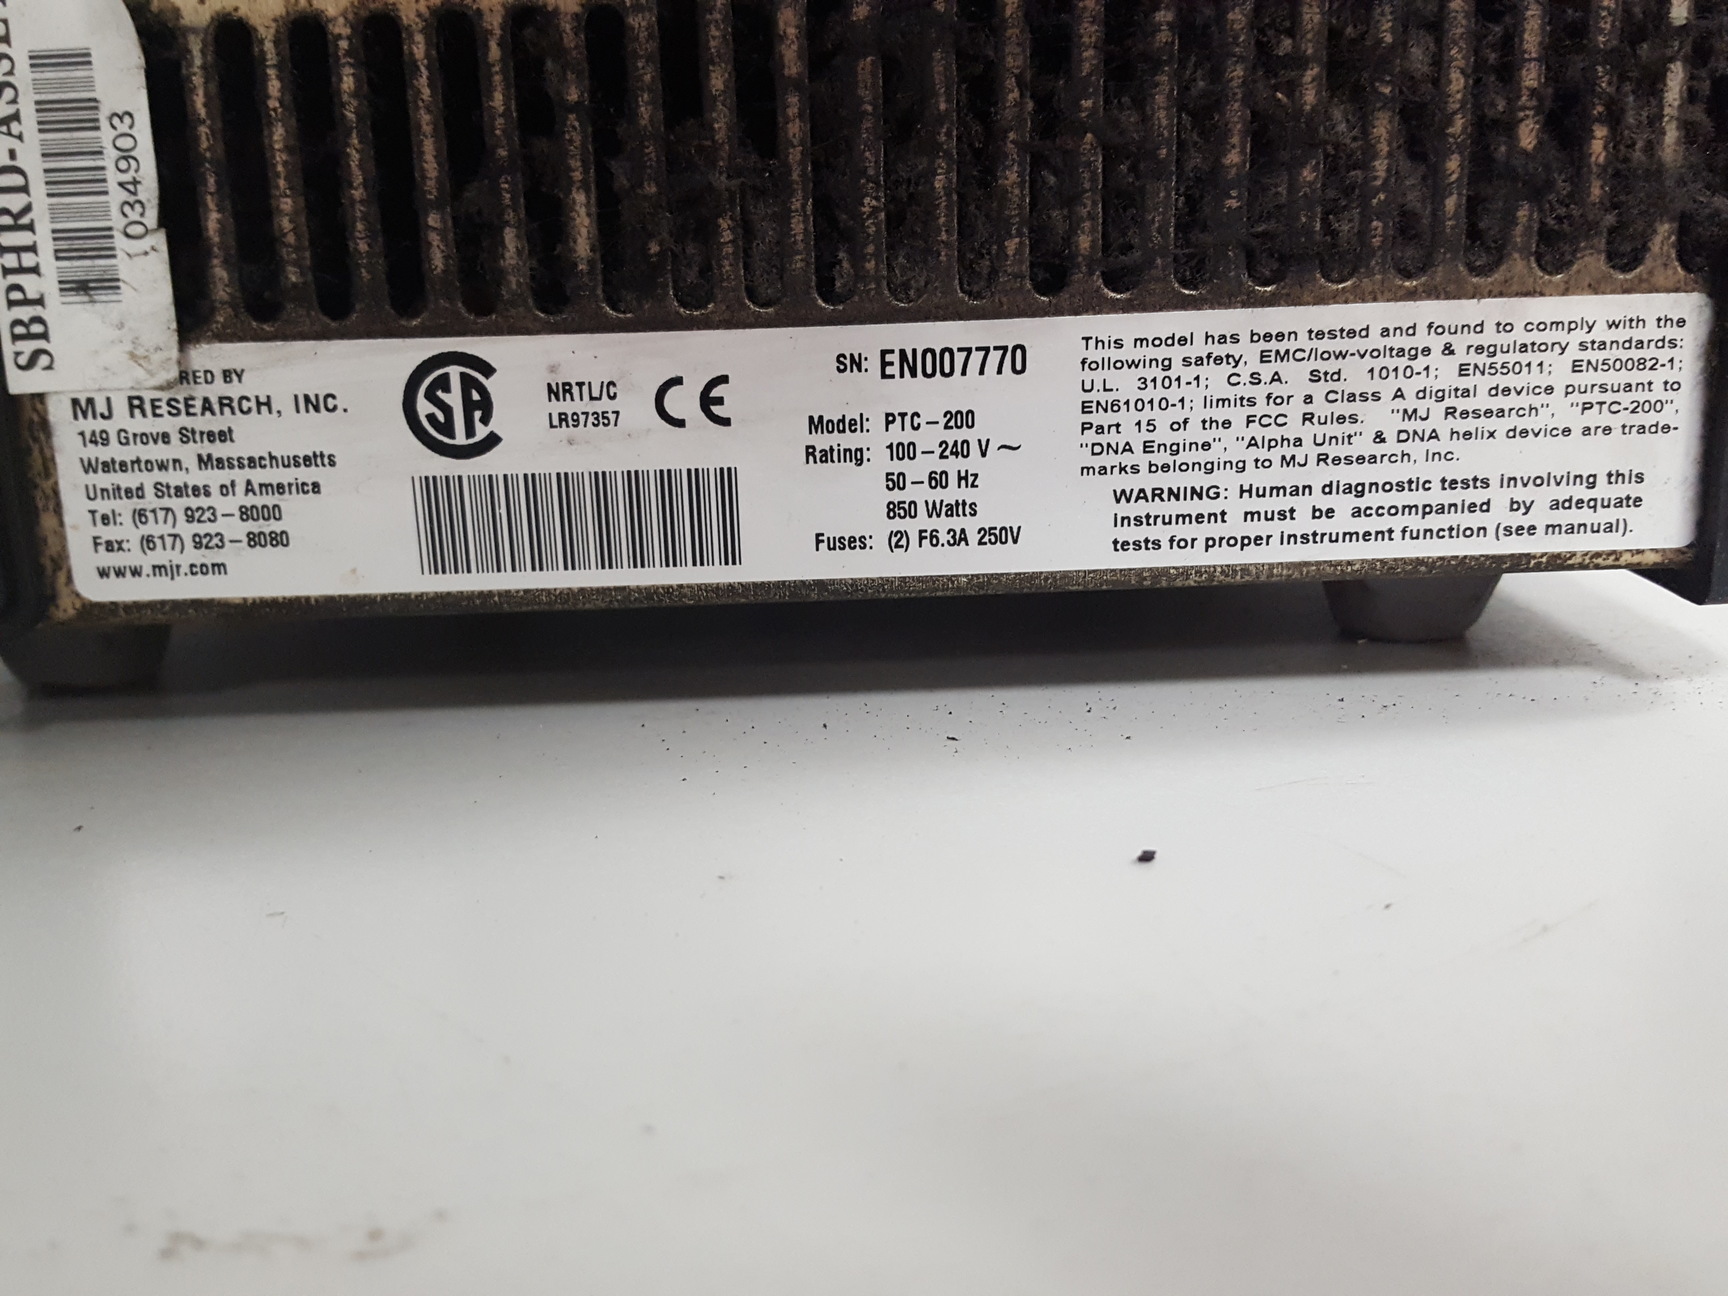 SBPHRD-ASSE
0349903
RED BY
MJ RESEARCH, INC.
149 Grove Street
Watertown, Massachusetts
United States of America
Tel: (617) 923-8000
Fax: (617) 923-8080
www.mjr.com
CSA
NRTL/C
LR97357
CE
SN: EN007770
Model: PTC-200
Rating: 100-240 V ~
50-60 Hz
850 Watts
Fuses: (2) F6.3A 250V
This model has been tested and found to comply with the
following safety, EMC/low-voltage & regulatory standards:
U.L. 3101-1; C.S.A. Std. 1010-1; EN55011; EN50082-1;
EN61010-1; limits for a Class A digital device pursuant to
Part 15 of the FCC Rules. "MJ Research", "PTC-200",
"DNA Engine", "Alpha Unit" & DNA helix device are trade-
marks belonging to MJ Research, Inc.
WARNING: Human diagnostic tests involving this
instrument must be accompanied by adequate
tests for proper instrument function (see manual).